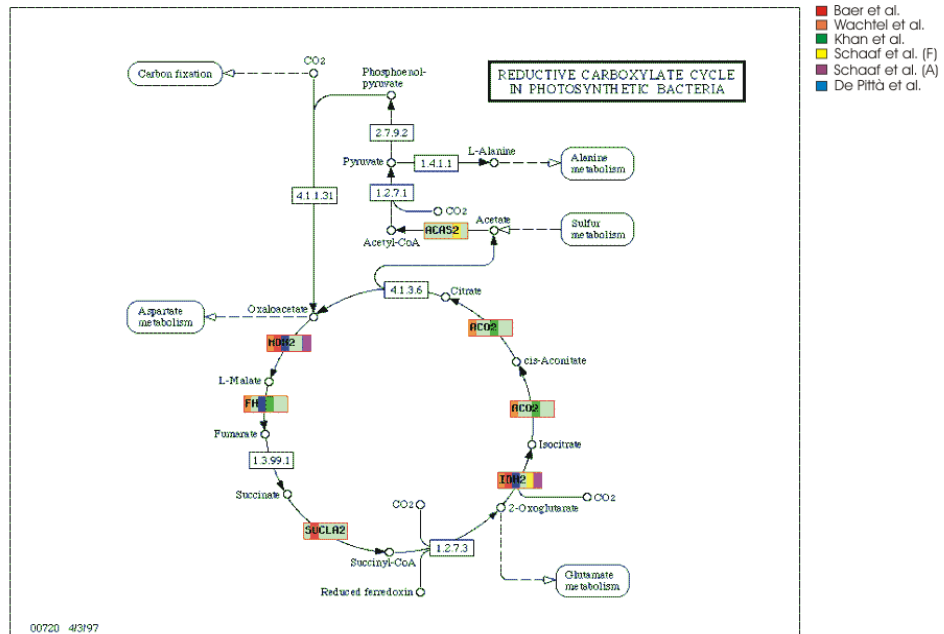 Baer et al.
Wachtel et al.
Khan et al.
Schaaf et al. (F)
Schaaf et al. (A)
De Pittà et al.
REDUCTIVE CARBOXYLATE CYCLE
IN PHOTOSYNTHETIC BACTERIA
Carbon fixation
CO2
Phosphoenol-
pyruvate
2.7.9.2
L-Alanine
Pyruvate
1.4.1.1
Alanine
metabolism
4.1.1.31
1.2.7.1
CO2
Acetate
Acetyl-CoA
ACAS2
Sulfur
metabolism
4.1.3.6
Citrate
Aspartate
metabolism
Oxaloacetate
MDH2
ACO2
cis-Aconitate
L-Malate
FH
ACO2
Fumarate
Isocitrate
1.3.99.1
IDH2
Succinate
CO2
CO2
2-Oxoglutarate
SUCLA2
1.2.7.3
Succinyl-CoA
Glutamate
metabolism
Reduced ferredoxin
00720 4/3/97